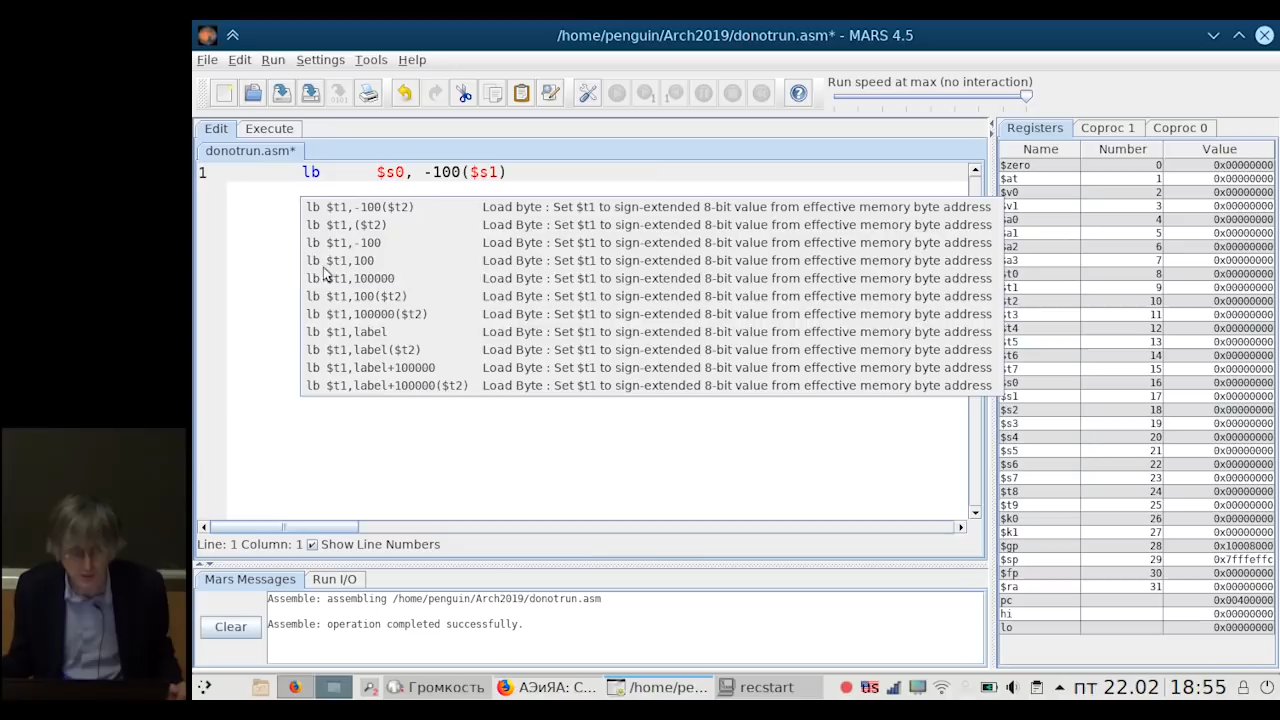 /home/penguin/Arch2019/donotrun.asm* - MARS 4.5
File Edit Run Settings Tools Help
Run speed at max (no interaction)
Edit Execute
donotrun.asm*
1 lb $s0, -100($s1)
lb $t1,-100($t2) Load byte : Set $t1 to sign-extended 8-bit value from effective memory byte address
lb $t1,($t2) Load Byte : Set $t1 to sign-extended 8-bit value from effective memory byte address
lb $t1,-100 Load Byte : Set $t1 to sign-extended 8-bit value from effective memory byte address
lb $t1,100 Load Byte : Set $t1 to sign-extended 8-bit value from effective memory byte address
lb $t1,100000 Load Byte : Set $t1 to sign-extended 8-bit value from effective memory byte address
lb $t1,100($t2) Load Byte : Set $t1 to sign-extended 8-bit value from effective memory byte address
lb $t1,100000($t2) Load Byte : Set $t1 to sign-extended 8-bit value from effective memory byte address
lb $t1,label Load Byte : Set $t1 to sign-extended 8-bit value from effective memory byte address
lb $t1,label($t2) Load Byte : Set $t1 to sign-extended 8-bit value from effective memory byte address
lb $t1,label+100000 Load Byte : Set $t1 to sign-extended 8-bit value from effective memory byte address
lb $t1,label+100000($t2) Load Byte : Set $t1 to sign-extended 8-bit value from effective memory byte address
Line: 1 Column: 1 Show Line Numbers
Mars Messages Run I/O
Assemble: assembling /home/penguin/Arch2019/donotrun.asm
Assemble: operation completed successfully.
Clear
Registers Coproc 1 Coproc 0
Name Number Value
$zero 0 0x00000000
$at 1 0x00000000
$v0 2 0x00000000
$v1 3 0x00000000
$a0 4 0x00000000
$a1 5 0x00000000
$a2 6 0x00000000
$a3 7 0x00000000
$t0 8 0x00000000
$t1 9 0x00000000
$t2 10 0x00000000
$t3 11 0x00000000
$t4 12 0x00000000
$t5 13 0x00000000
$t6 14 0x00000000
$t7 15 0x00000000
$s0 16 0x00000000
$s1 17 0x00000000
$s2 18 0x00000000
$s3 19 0x00000000
$s4 20 0x00000000
$s5 21 0x00000000
$s6 22 0x00000000
$s7 23 0x00000000
$t8 24 0x00000000
$t9 25 0x00000000
$k0 26 0x00000000
$k1 27 0x00000000
$gp 28 0x10008000
$sp 29 0x7fffeffc
$fp 30 0x00000000
$ra 31 0x00000000
pc 0x00400000
hi 0x00000000
lo 0x00000000
Громкость АЭиЯА: С... /home/pe... recstart us пт 22.02 18:55